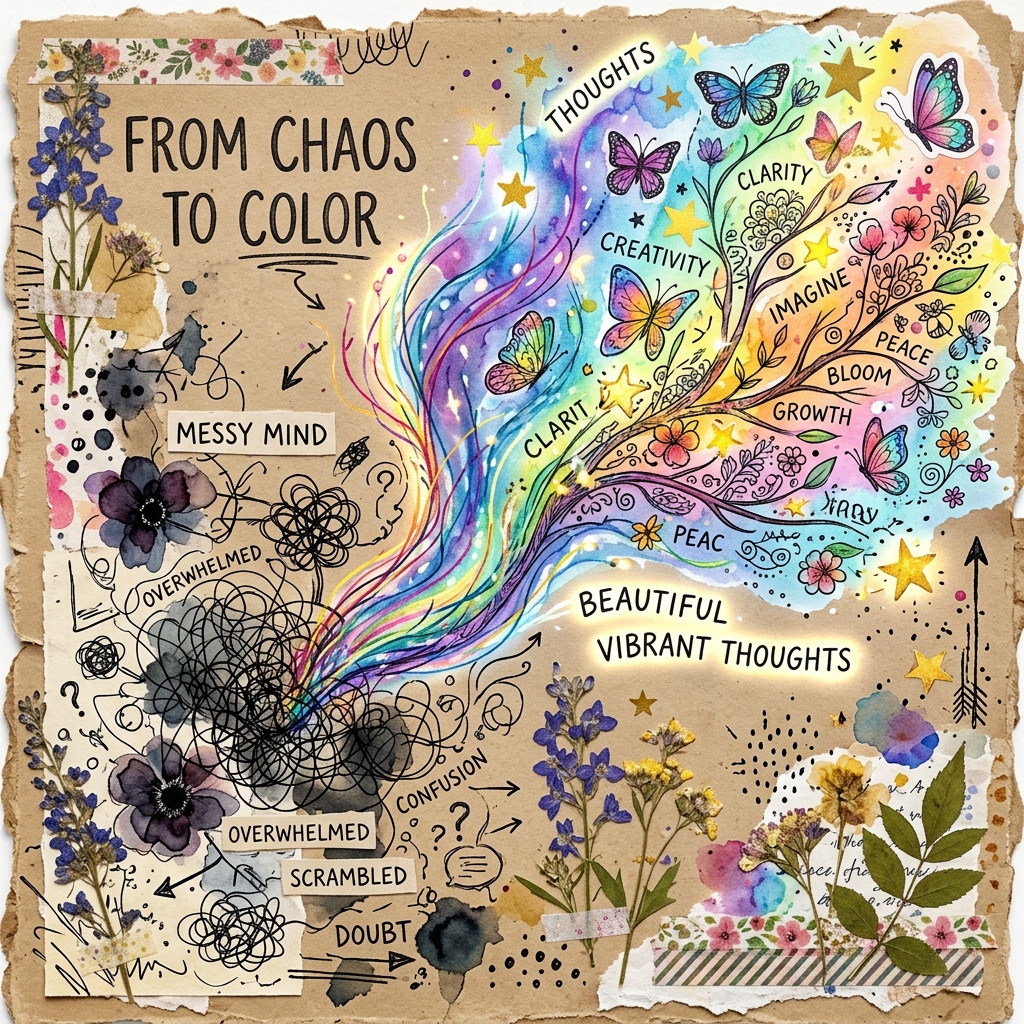 FROM CHAOS
TO COLOR
THOUGHTS
CLARITY
CREATIVITY
IMAGINE
PEACE
BLOOM
GROWTH
CLARIT
PEAC
MESSY MIND
OVERWHELMED
BEAUTIFUL
VIBRANT THOUGHTS
CONFUSION
OVERWHELMED
SCRAMBLED
DOUBT